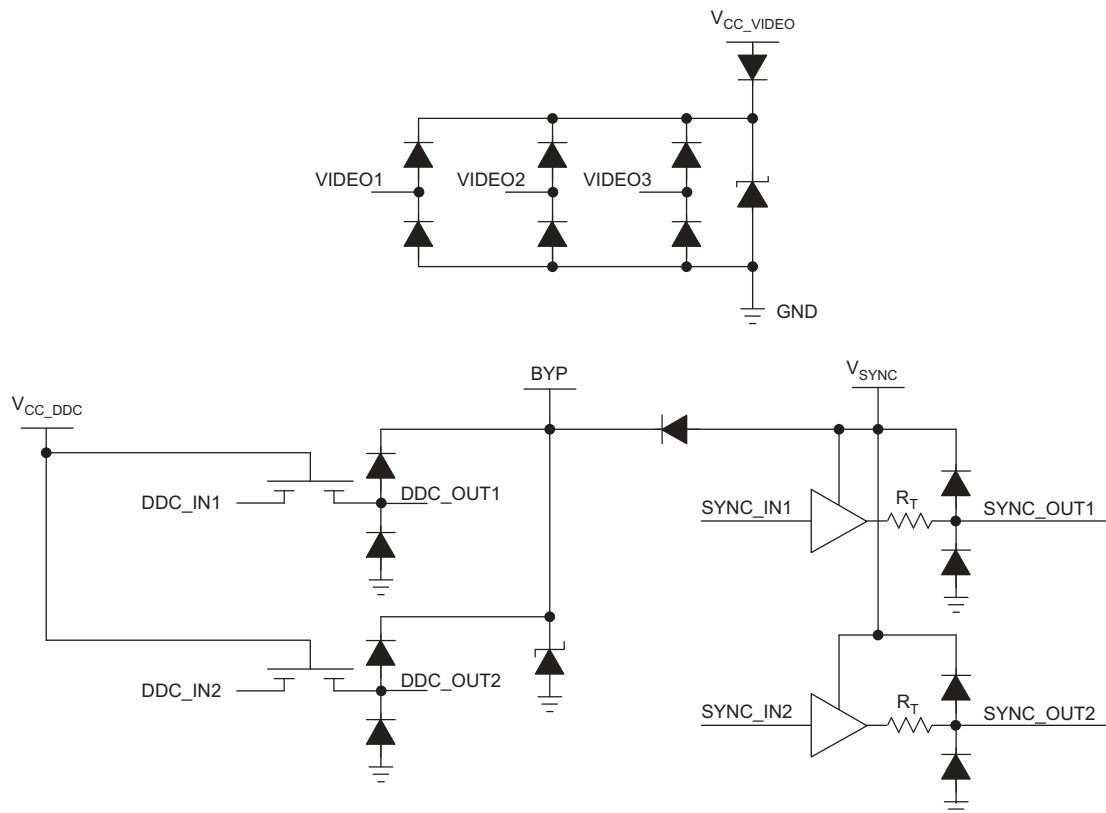 VCC_VIDEO
VIDEO1
VIDEO2
VIDEO3
GND
VCC_DDC
BYP
VSYNC
DDC_IN1
DDC_OUT1
SYNC_IN1
RT
SYNC_OUT1
DDC_IN2
DDC_OUT2
SYNC_IN2
RT
SYNC_OUT2